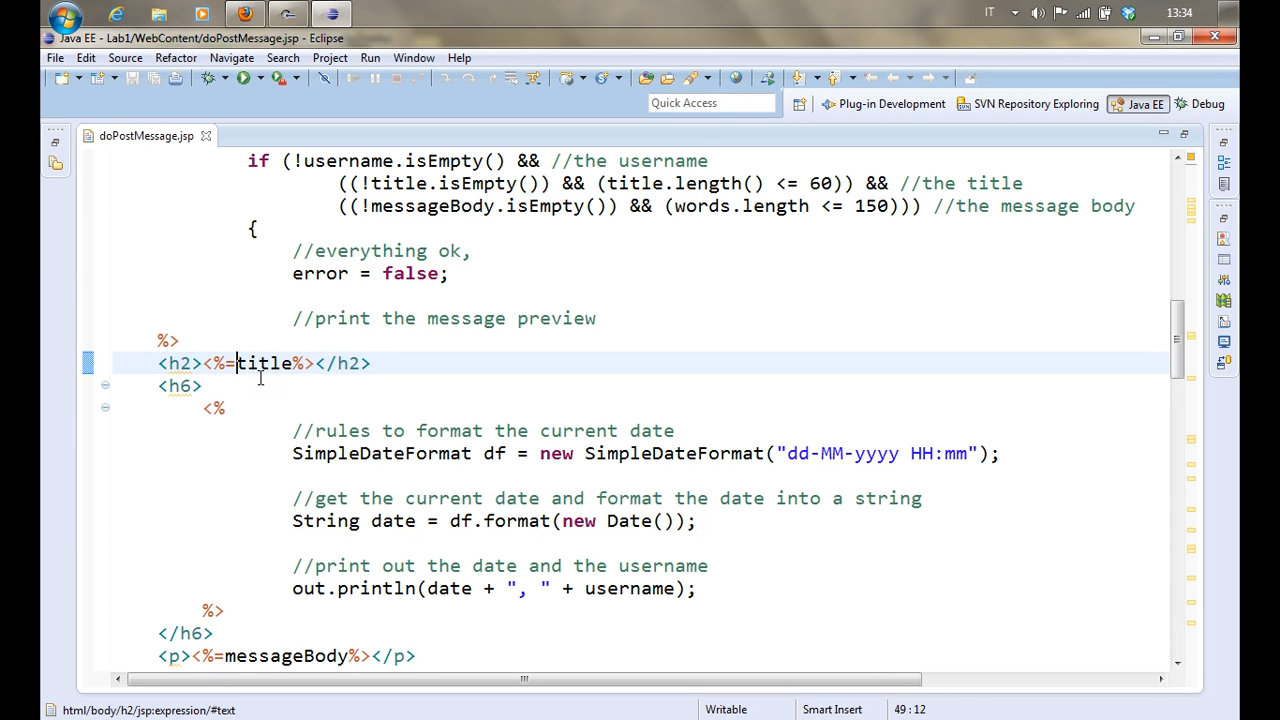 IT 13:34
Java EE - Lab1/WebContent/doPostMessage.jsp - Eclipse
File Edit Source Refactor Navigate Search Project Run Window Help
Quick Access Plug-in Development SVN Repository Exploring Java EE Debug
doPostMessage.jsp
if (!username.isEmpty() && //the username
((!title.isEmpty()) && (title.length() <= 60)) && //the title
((!messageBody.isEmpty()) && (words.length <= 150))) //the message body
{
//everything ok,
error = false;
//print the message preview
%>
<h2><%=title%></h2>
<h6>
<%
//rules to format the current date
SimpleDateFormat df = new SimpleDateFormat("dd-MM-yyyy HH:mm");
//get the current date and format the date into a string
String date = df.format(new Date());
//print out the date and the username
out.println(date + ", " + username);
%>
</h6>
<p><%=messageBody%></p>
html/body/h2/jsp:expression/#text Writable Smart Insert 49 : 12